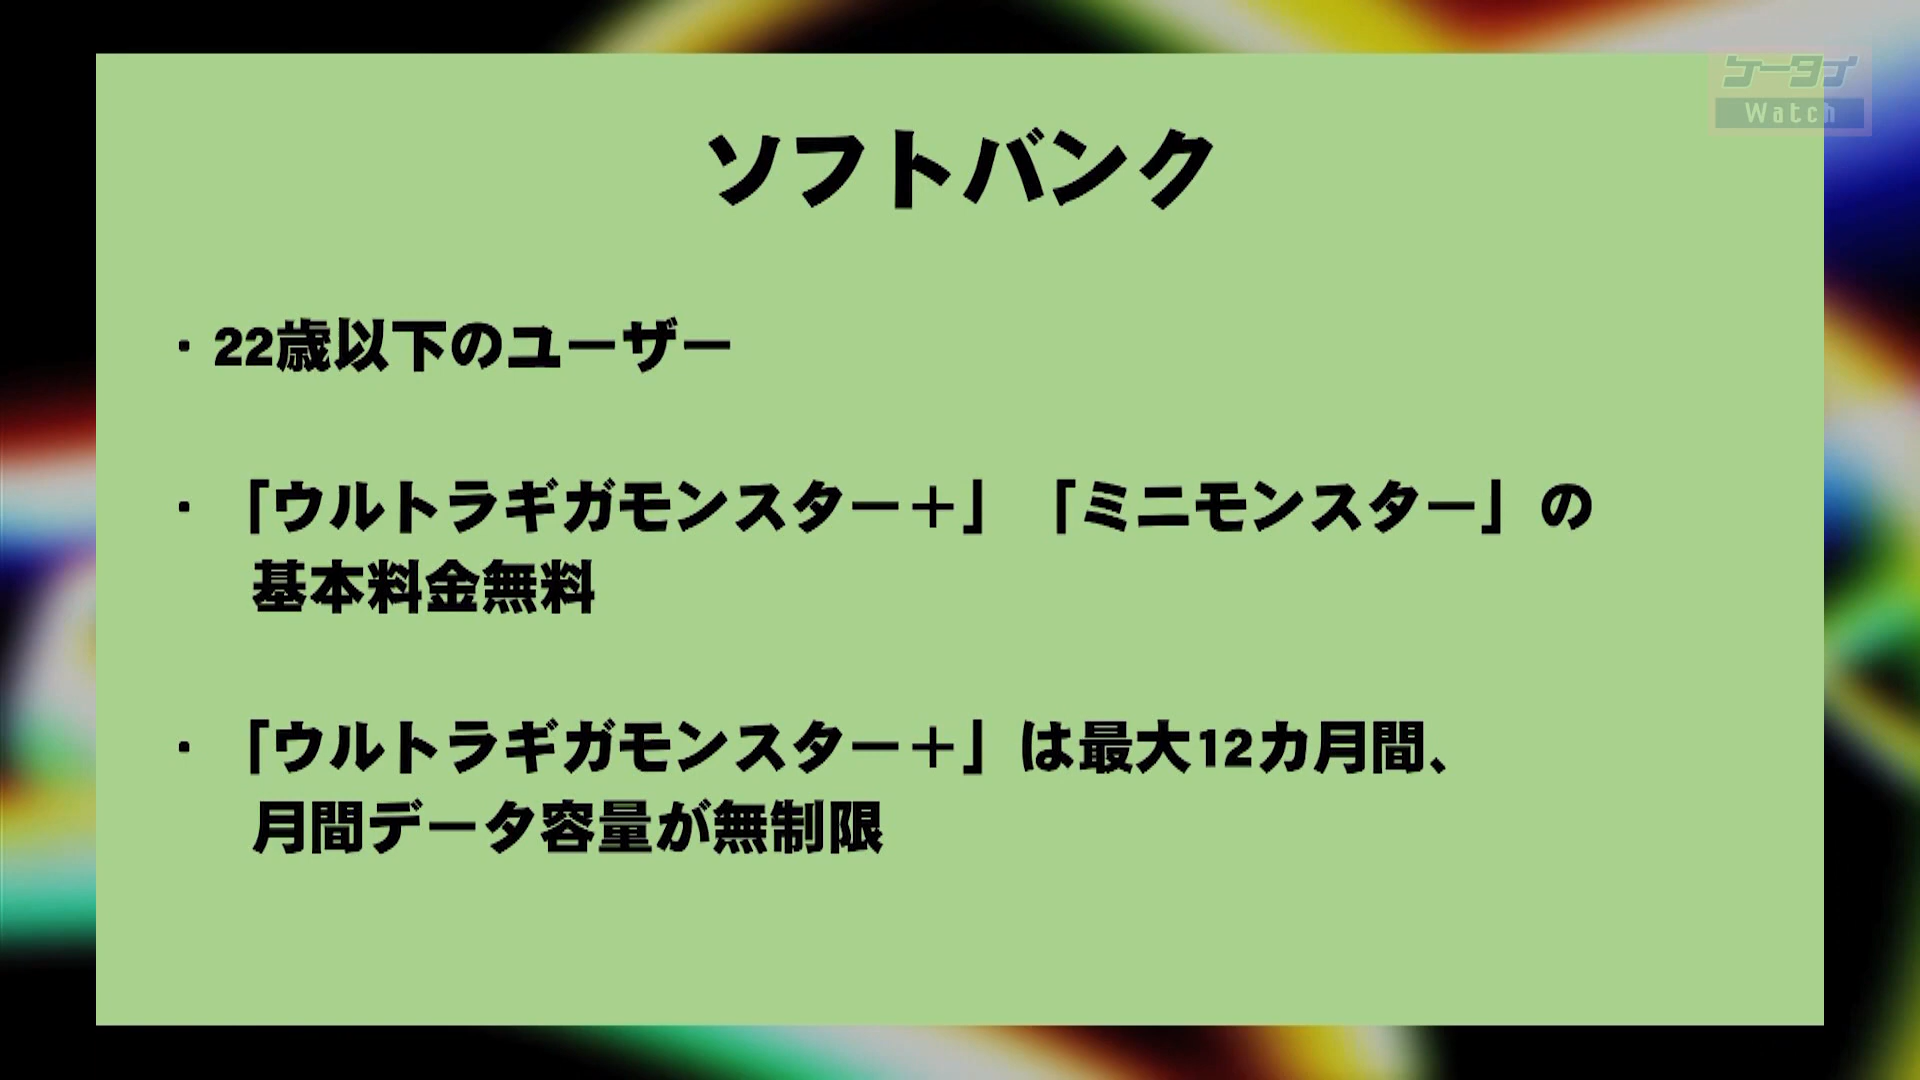 ケータイ
Watch
ソフトバンク
・22歳以下のユーザー
・「ウルトラギガモンスター＋」「ミニモンスター」の
基本料金無料
・「ウルトラギガモンスター＋」は最大12カ月間、
月間データ容量が無制限